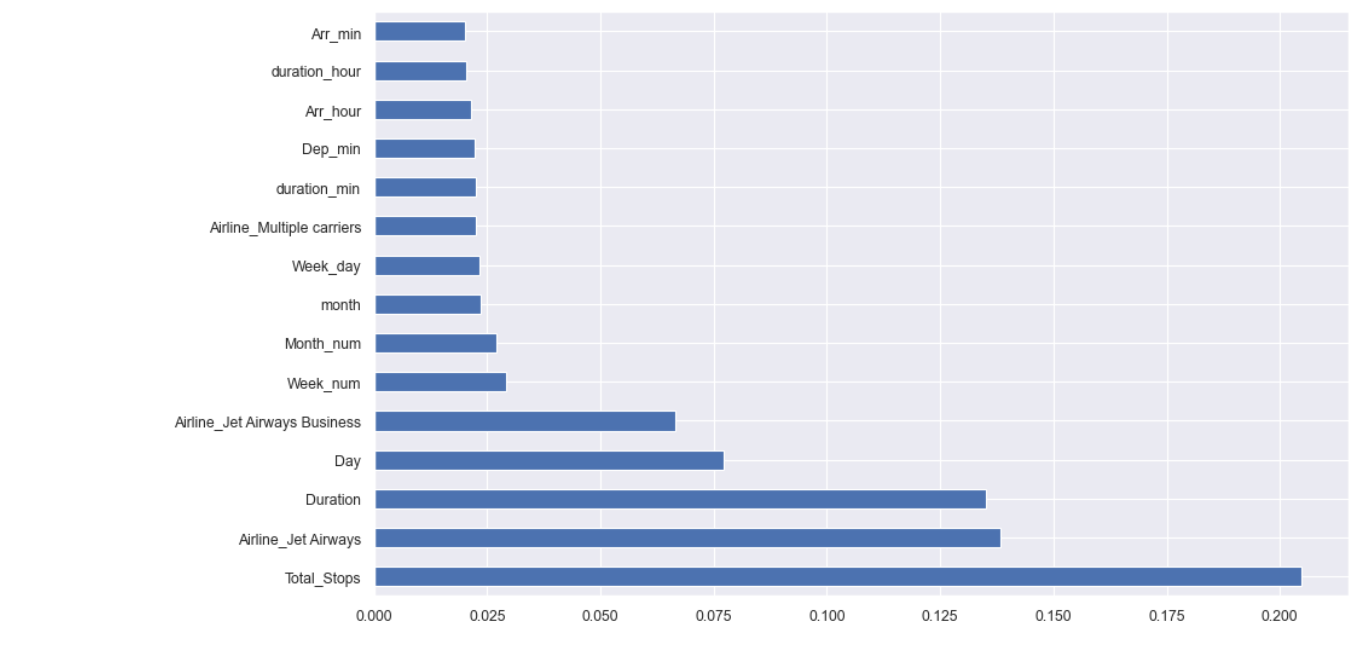 Arr_min
duration_hour
Arr_hour
Dep_min
duration_min
Airline_Multiple carriers
Week_day
month
Month_num
Week_num
Airline_Jet Airways Business
Day
Duration
Airline_Jet Airways
Total_Stops
0.000 0.025 0.050 0.075 0.100 0.125 0.150 0.175 0.200